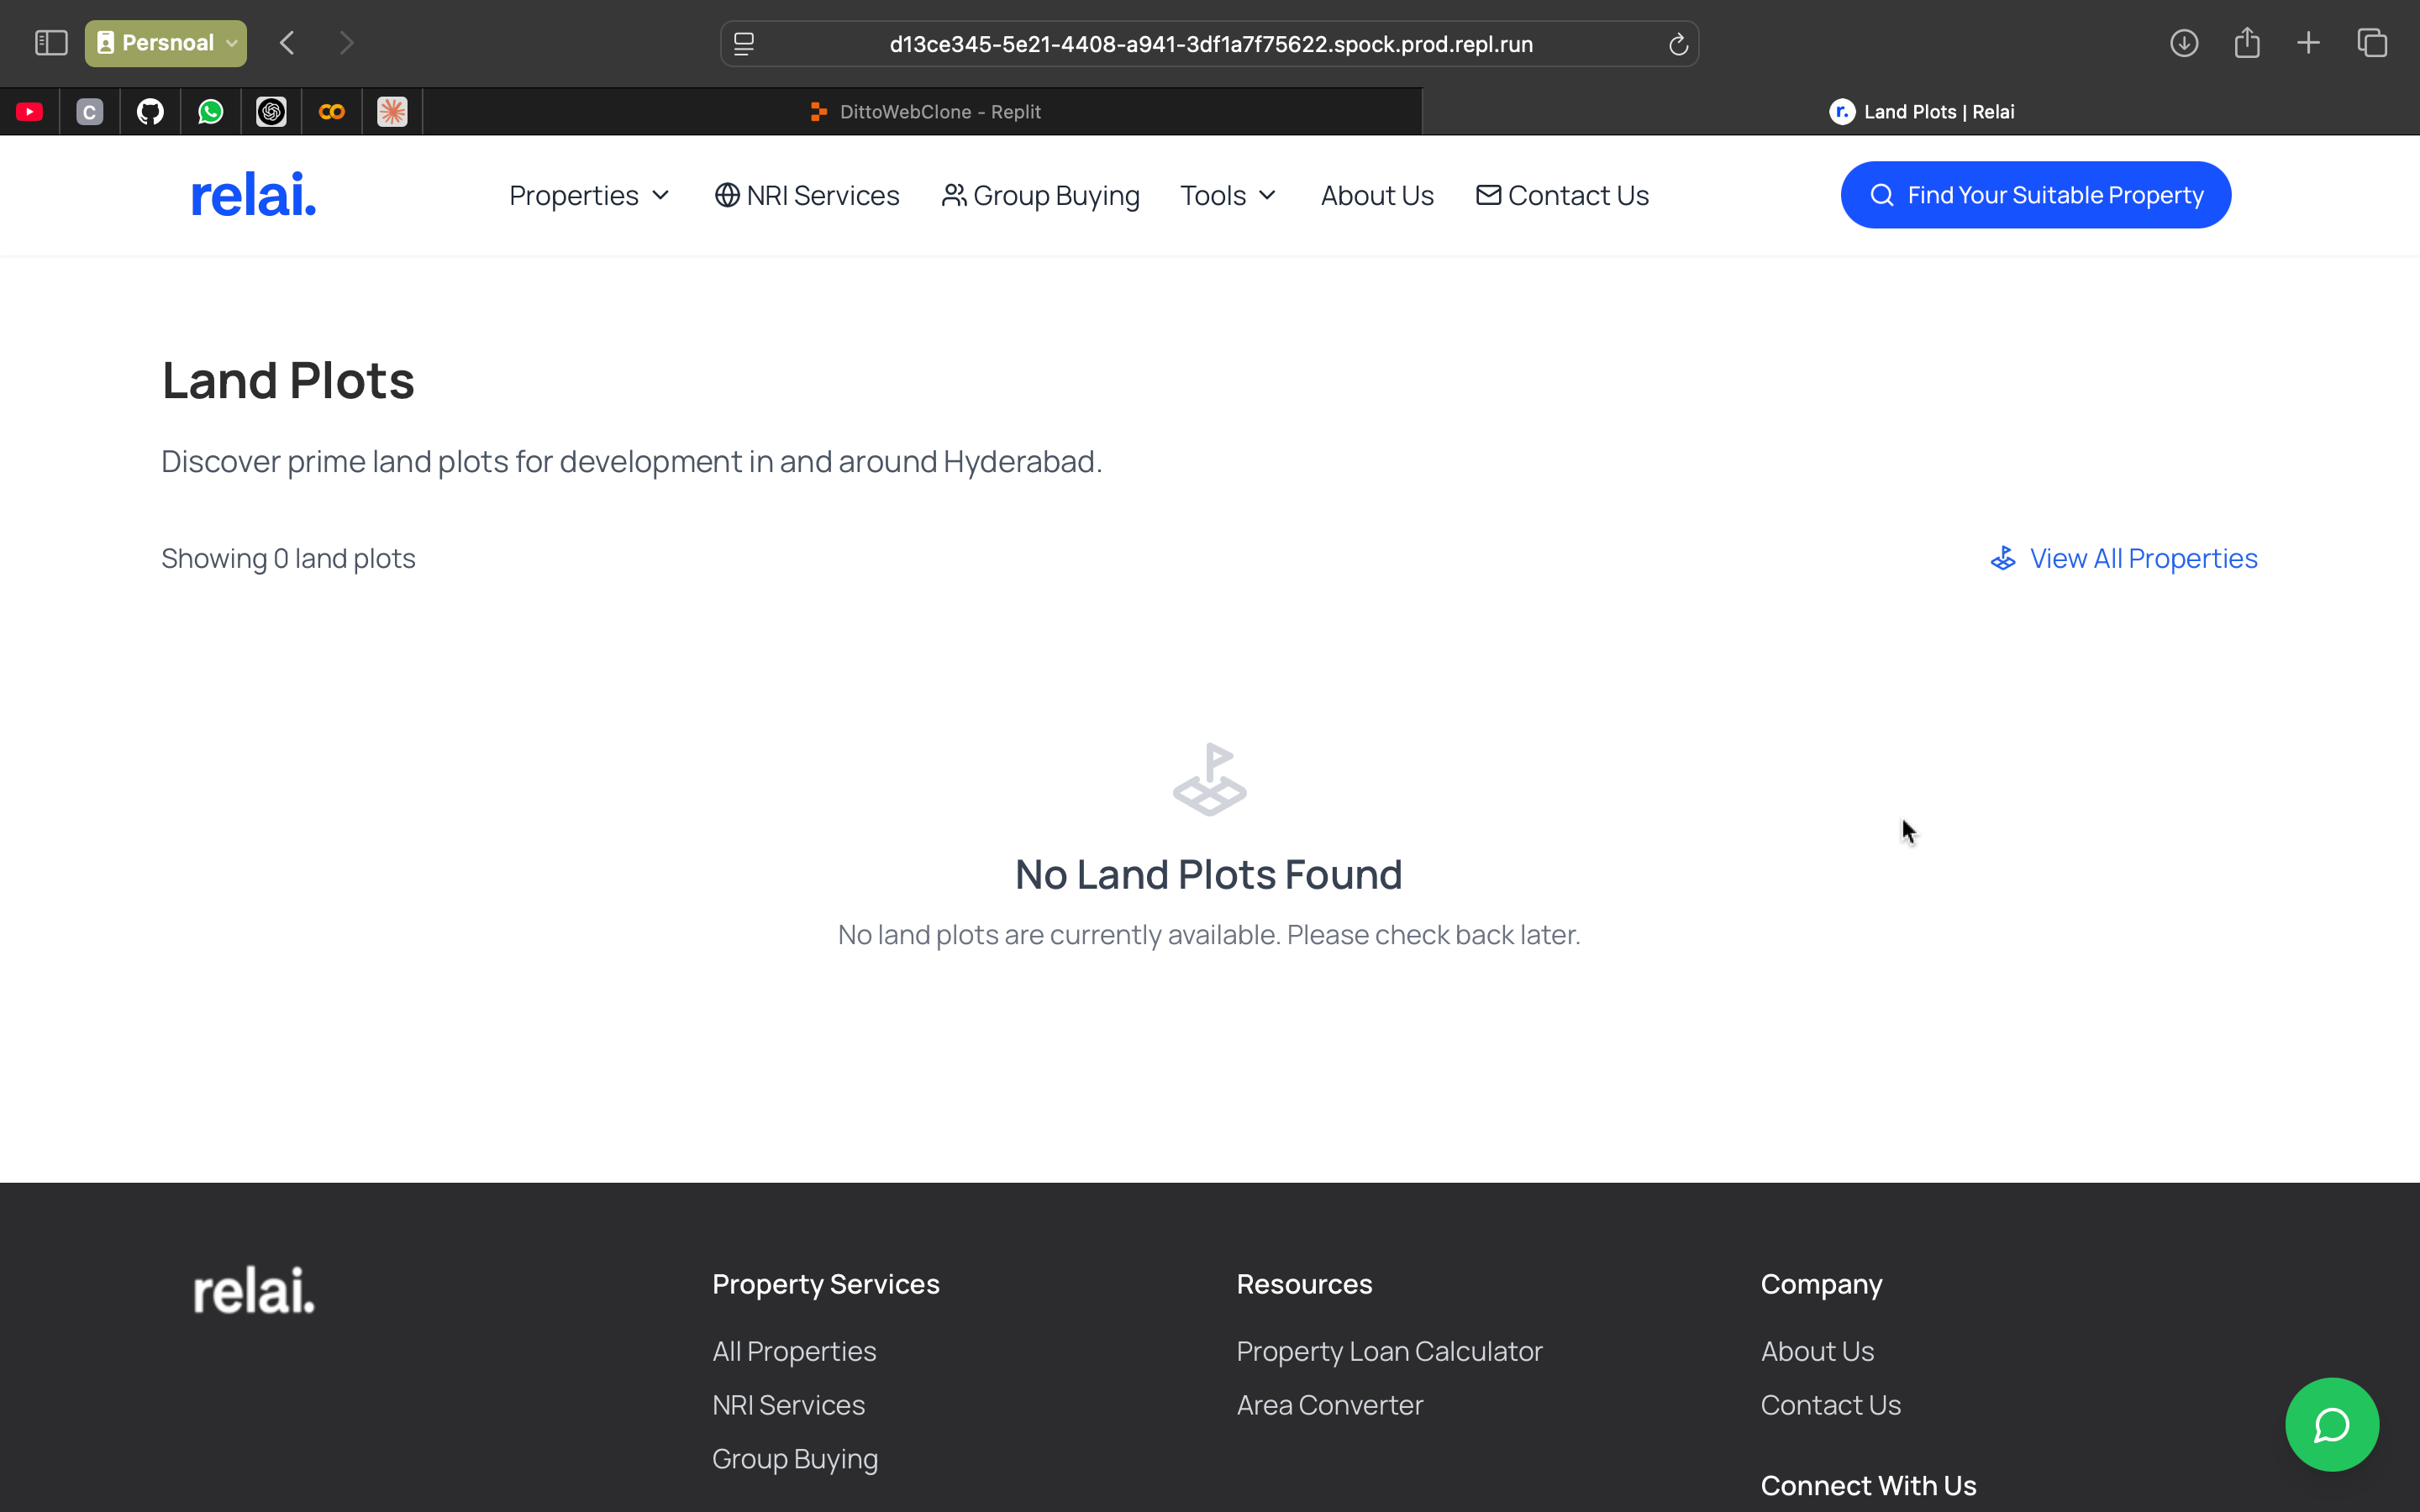 Persnoal
d13ce345-5e21-4408-a941-3df1a7f75622.spock.prod.repl.run
C
DittoWebClone - Replit
r. Land Plots | Relai
relai.
Properties
NRI Services
Group Buying
Tools
About Us
Contact Us
Find Your Suitable Property
Land Plots
Discover prime land plots for development in and around Hyderabad.
Showing 0 land plots
View All Properties
No Land Plots Found
No land plots are currently available. Please check back later.
relai.
Property Services
All Properties
NRI Services
Group Buying
Resources
Property Loan Calculator
Area Converter
Company
About Us
Contact Us
Connect With Us